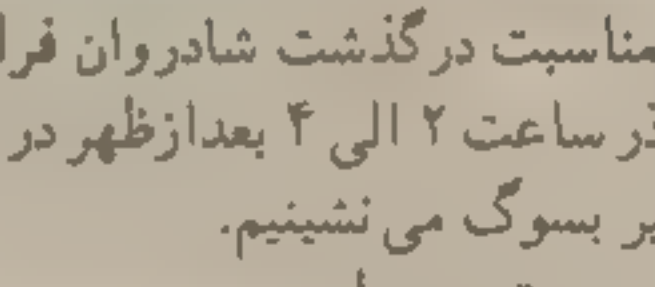 مناسبت درگذشت شادروان فرا
در ساعت ۲ الی ۴ بعدازظهر در
بسوگ می نشینیم.